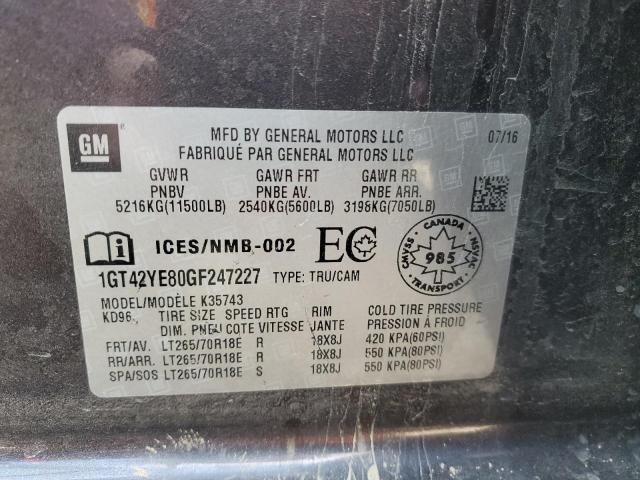 GM
MFD BY GENERAL MOTORS LLC
FABRIQUÉ PAR GENERAL MOTORS LLC
07/16
GVWR GAWR FRT GAWR RR
PNBV PNBE AV. PNBE ARR.
5216KG(11500LB) 2540KG(5600LB) 3198KG(7050LB)
ICES/NMB-002 EC
CANADA CMVSS NSVAC 985 TRANSPORT
1GT42YE80GF247227 TYPE: TRU/CAM
MODEL/MODÈLE K35743
KD96. TIRE SIZE SPEED RTG RIM COLD TIRE PRESSURE
DIM. PNEU COTE VITESSE JANTE PRESSION À FROID
FRT/AV. LT265/70R18E R 18X8J 420 KPA(60PSI)
RR/ARR. LT265/70R18E R 18X8J 550 KPA(80PSI)
SPA/SOS LT265/70R18E S 18X8J 550 KPA(80PSI)